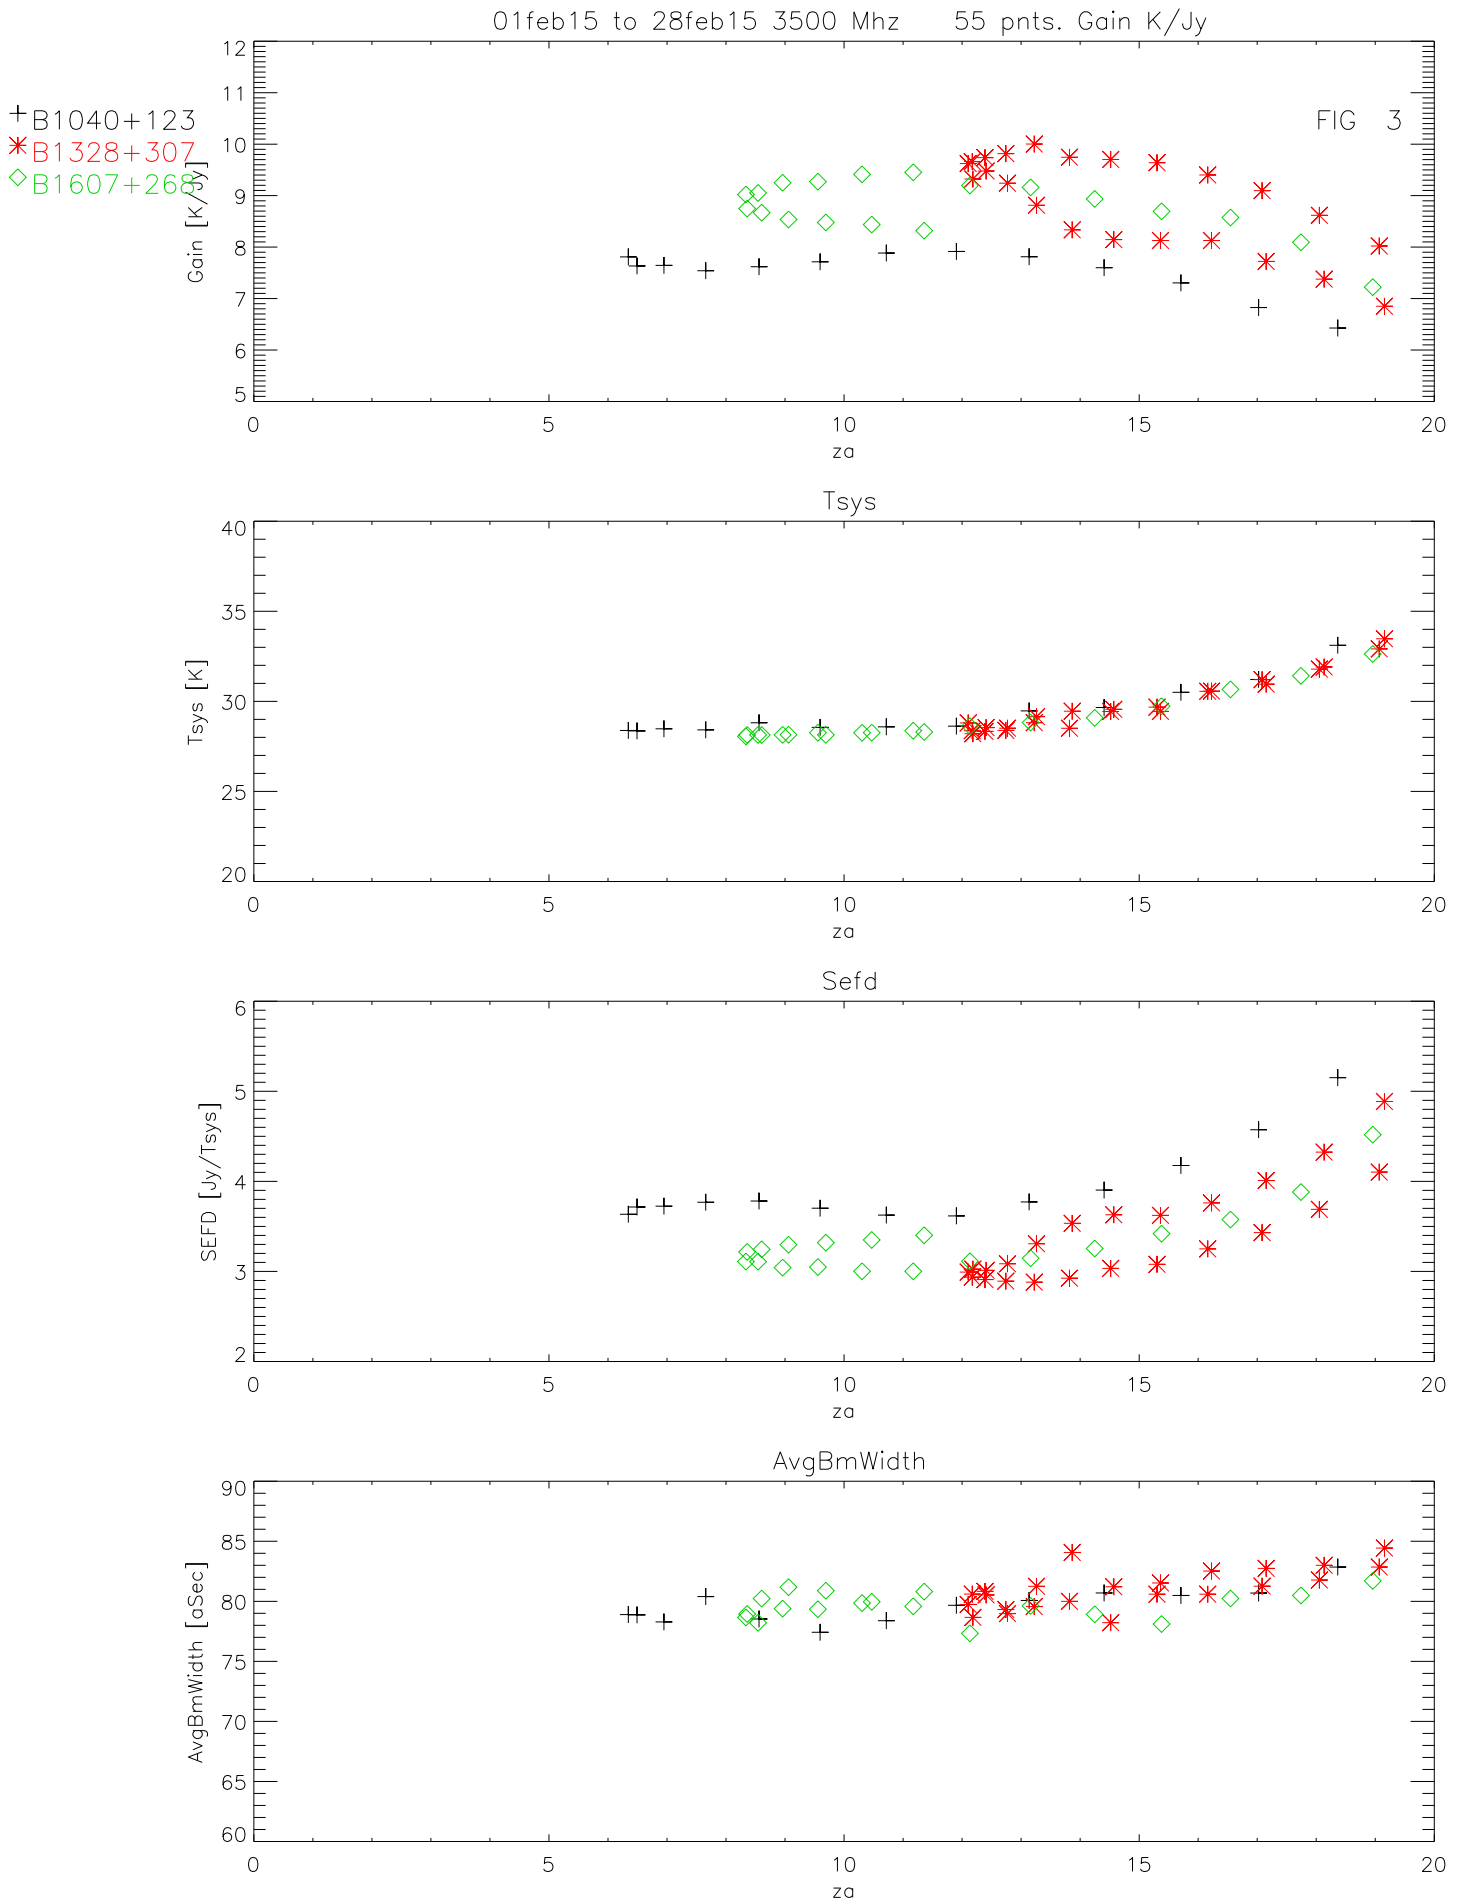 01feb15 to 28feb15 3500 Mhz 55 pnts. Gain K/Jy
B1040+123
B1328+307
B1607+268
FIG 3
Gain [K/Jy]
12
11
10
9
8
7
6
5
0 5 10 15 20
za
Tsys
Tsys [K]
40
35
30
25
20
0 5 10 15 20
za
Sefd
SEFD [Jy/Tsys]
6
5
4
3
2
0 5 10 15 20
za
AvgBmWidth
AvgBmWidth [aSec]
90
85
80
75
70
65
60
0 5 10 15 20
za